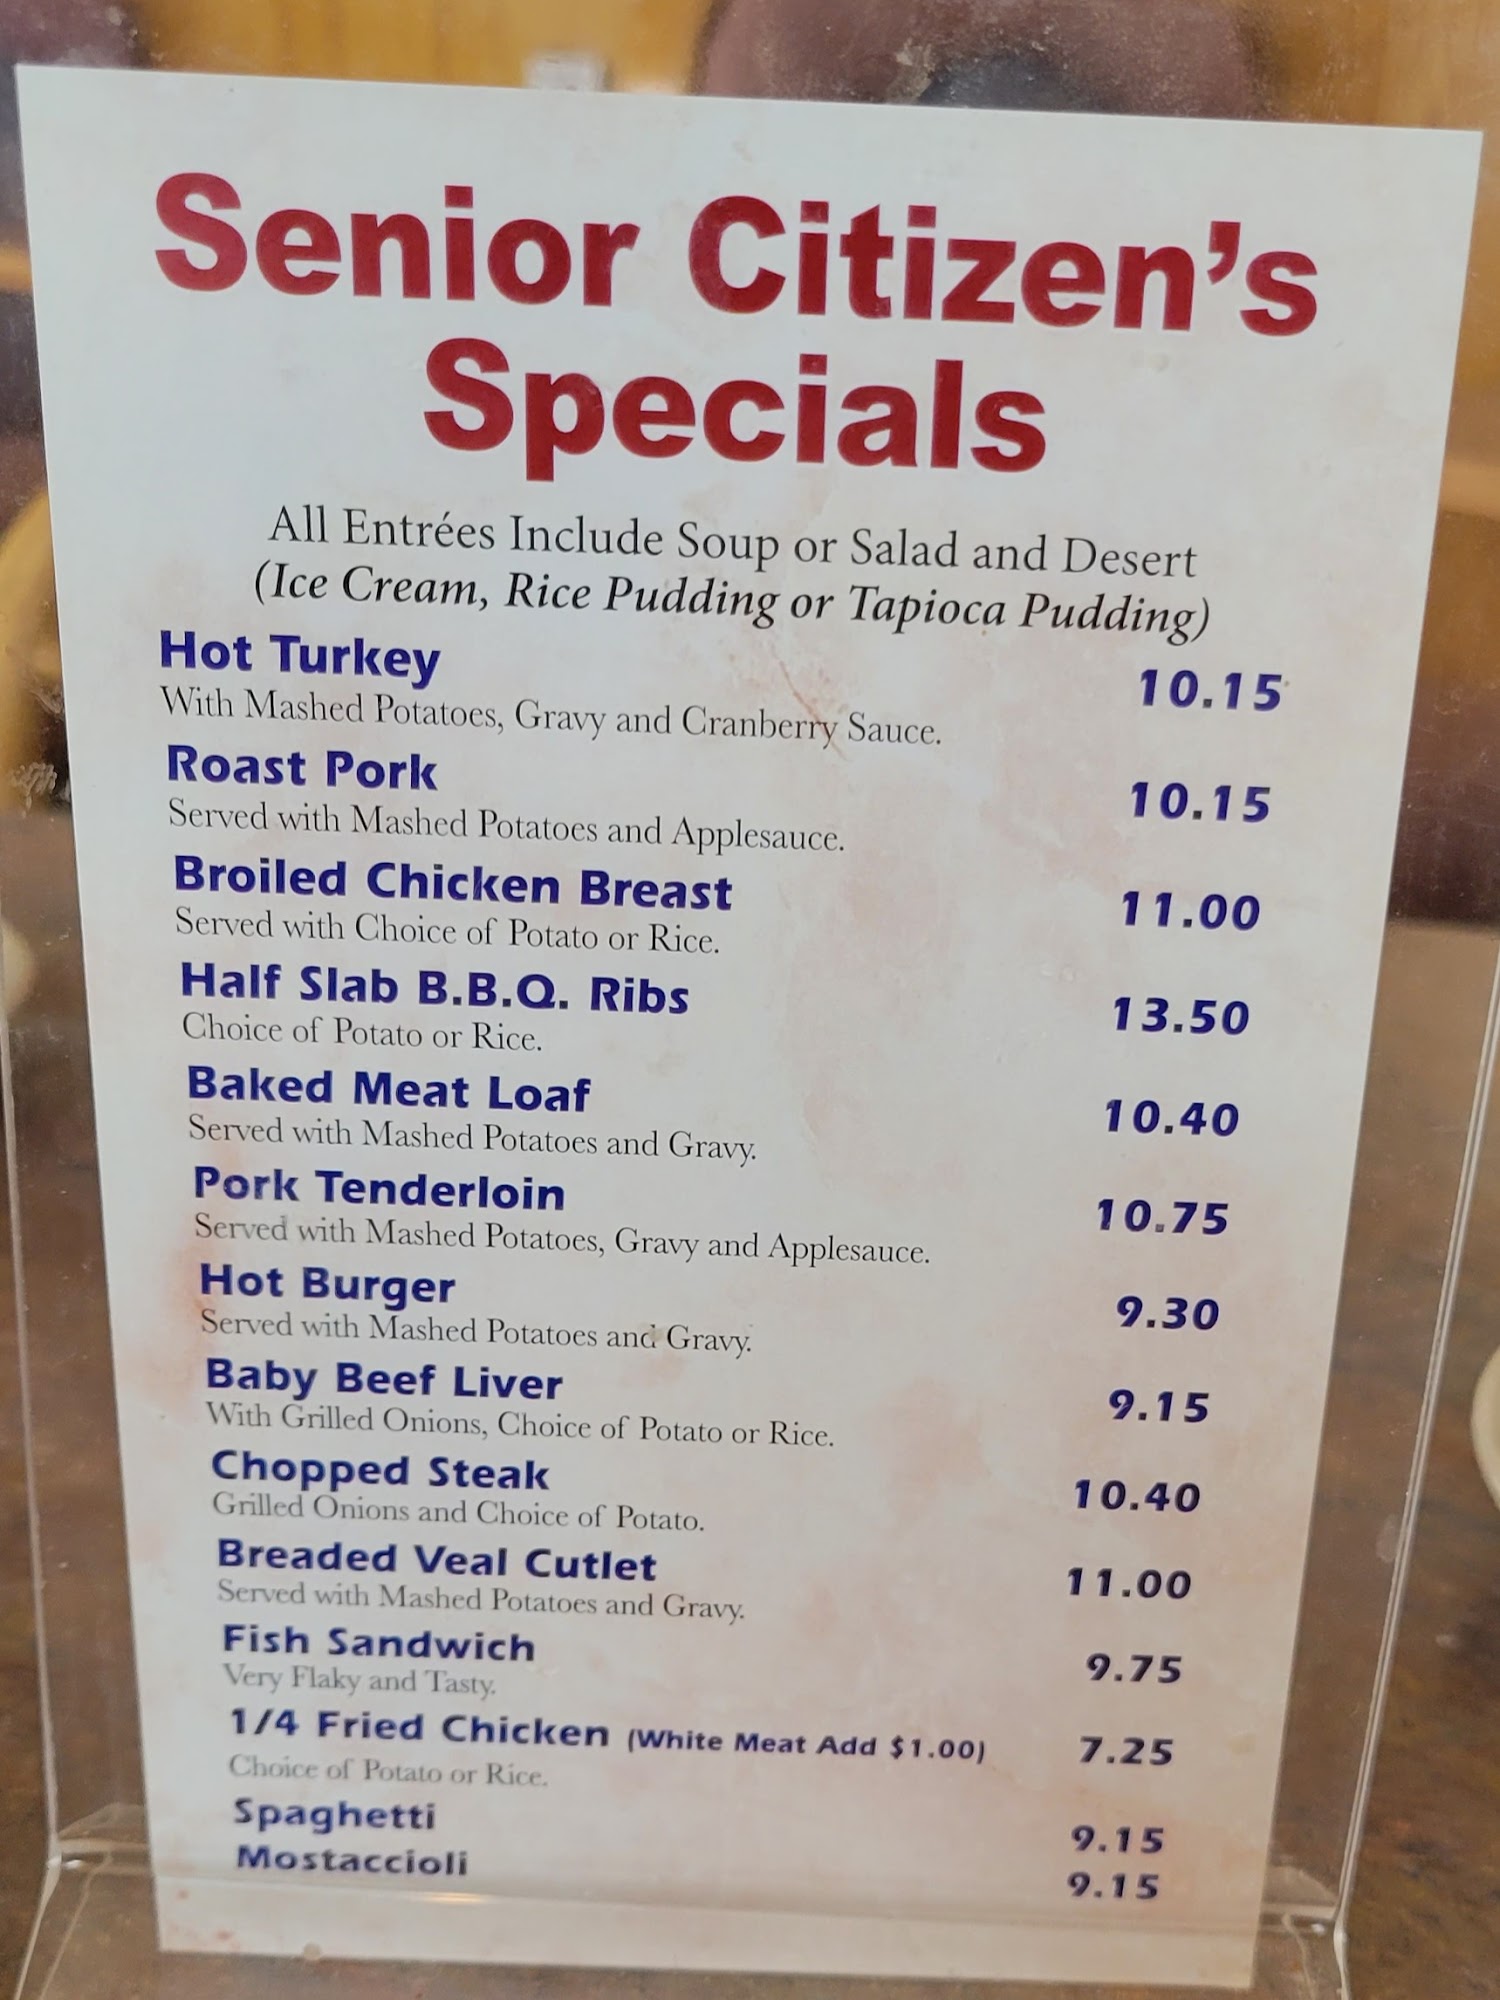 Senior Citizen's
Specials
All Entrées Include Soup or Salad and Desert
(Ice Cream, Rice Pudding or Tapioca Pudding)
Hot Turkey 10.15
With Mashed Potatoes, Gravy and Cranberry Sauce.
Roast Pork 10.15
Served with Mashed Potatoes and Applesauce.
Broiled Chicken Breast 11.00
Served with Choice of Potato or Rice.
Half Slab B.B.Q. Ribs 13.50
Choice of Potato or Rice.
Baked Meat Loaf 10.40
Served with Mashed Potatoes and Gravy.
Pork Tenderloin 10.75
Served with Mashed Potatoes, Gravy and Applesauce.
Hot Burger 9.30
Served with Mashed Potatoes and Gravy.
Baby Beef Liver 9.15
With Grilled Onions, Choice of Potato or Rice.
Chopped Steak 10.40
Grilled Onions and Choice of Potato.
Breaded Veal Cutlet 11.00
Served with Mashed Potatoes and Gravy.
Fish Sandwich 9.75
Very Flaky and Tasty.
1/4 Fried Chicken (White Meat Add $1.00) 7.25
Choice of Potato or Rice.
Spaghetti 9.15
Mostaccioli 9.15